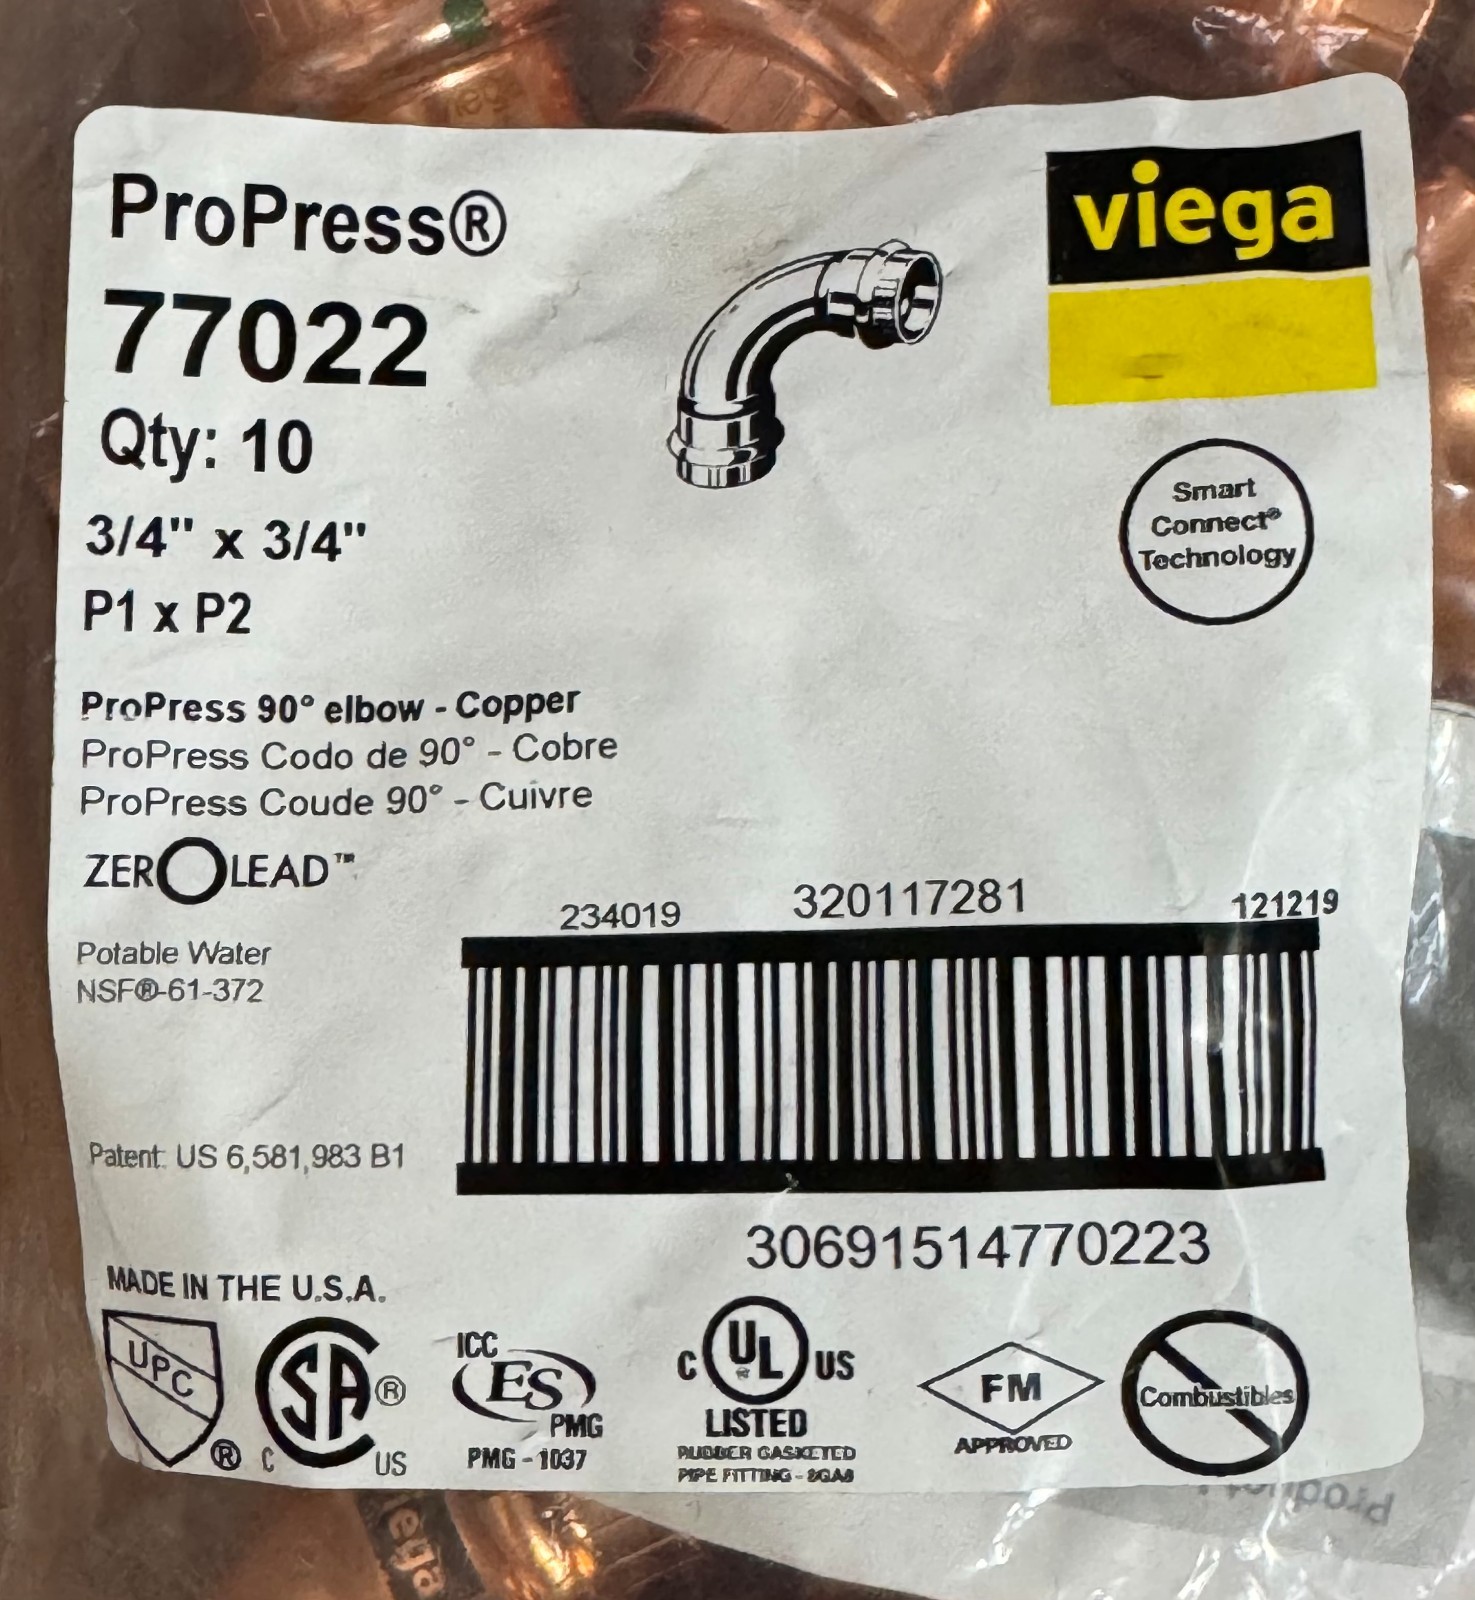 ProPress®
viega
77022
Qty: 10
3/4" x 3/4"
P1 x P2
Smart
Connect®
Technology
ProPress 90° elbow - Copper
ProPress Codo de 90° - Cobre
ProPress Coude 90° - Cuivre
ZEROLEAD™
234019 320117281 121219
Potable Water
NSF®-61-372
Patent: US 6,581,983 B1
30691514770223
MADE IN THE U.S.A.
UPC ®
C SA ® US
ICC
ES
PMG
PMG - 1037
C UL US
LISTED
RUBBER GASKETED
PIPE FITTING -
FM
APPROVED
Combustibles
viega